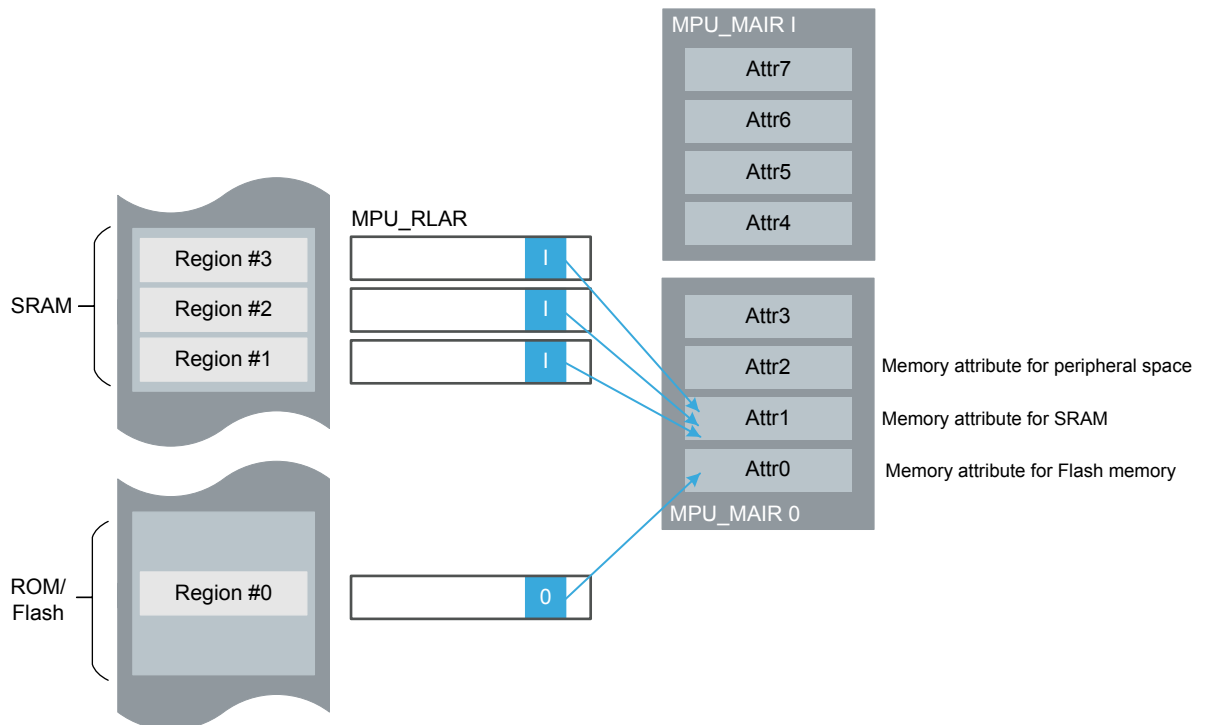 MPU_MAIR I
Attr7
Attr6
Attr5
Attr4
MPU_RLAR
SRAM
Region #3
I
Region #2
I
Region #1
I
Attr3
Attr2
Memory attribute for peripheral space
Attr1
Memory attribute for SRAM
Attr0
Memory attribute for Flash memory
MPU_MAIR 0
ROM/
Flash
Region #0
0